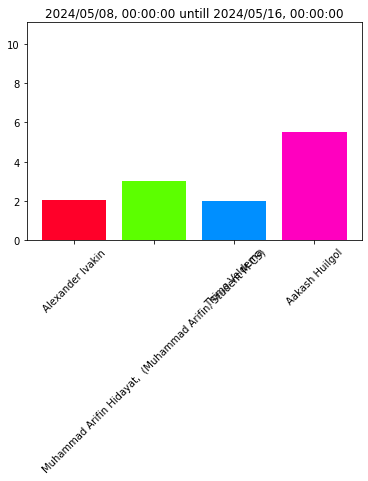 2024/05/08, 00:00:00 untill 2024/05/16, 00:00:00
10
8
6
4
2
0
Alexander Ivakin
Muhammad Arifin Hidayat,  (Muhammad Arifin/Student M-CS)
Aakash Huilgol